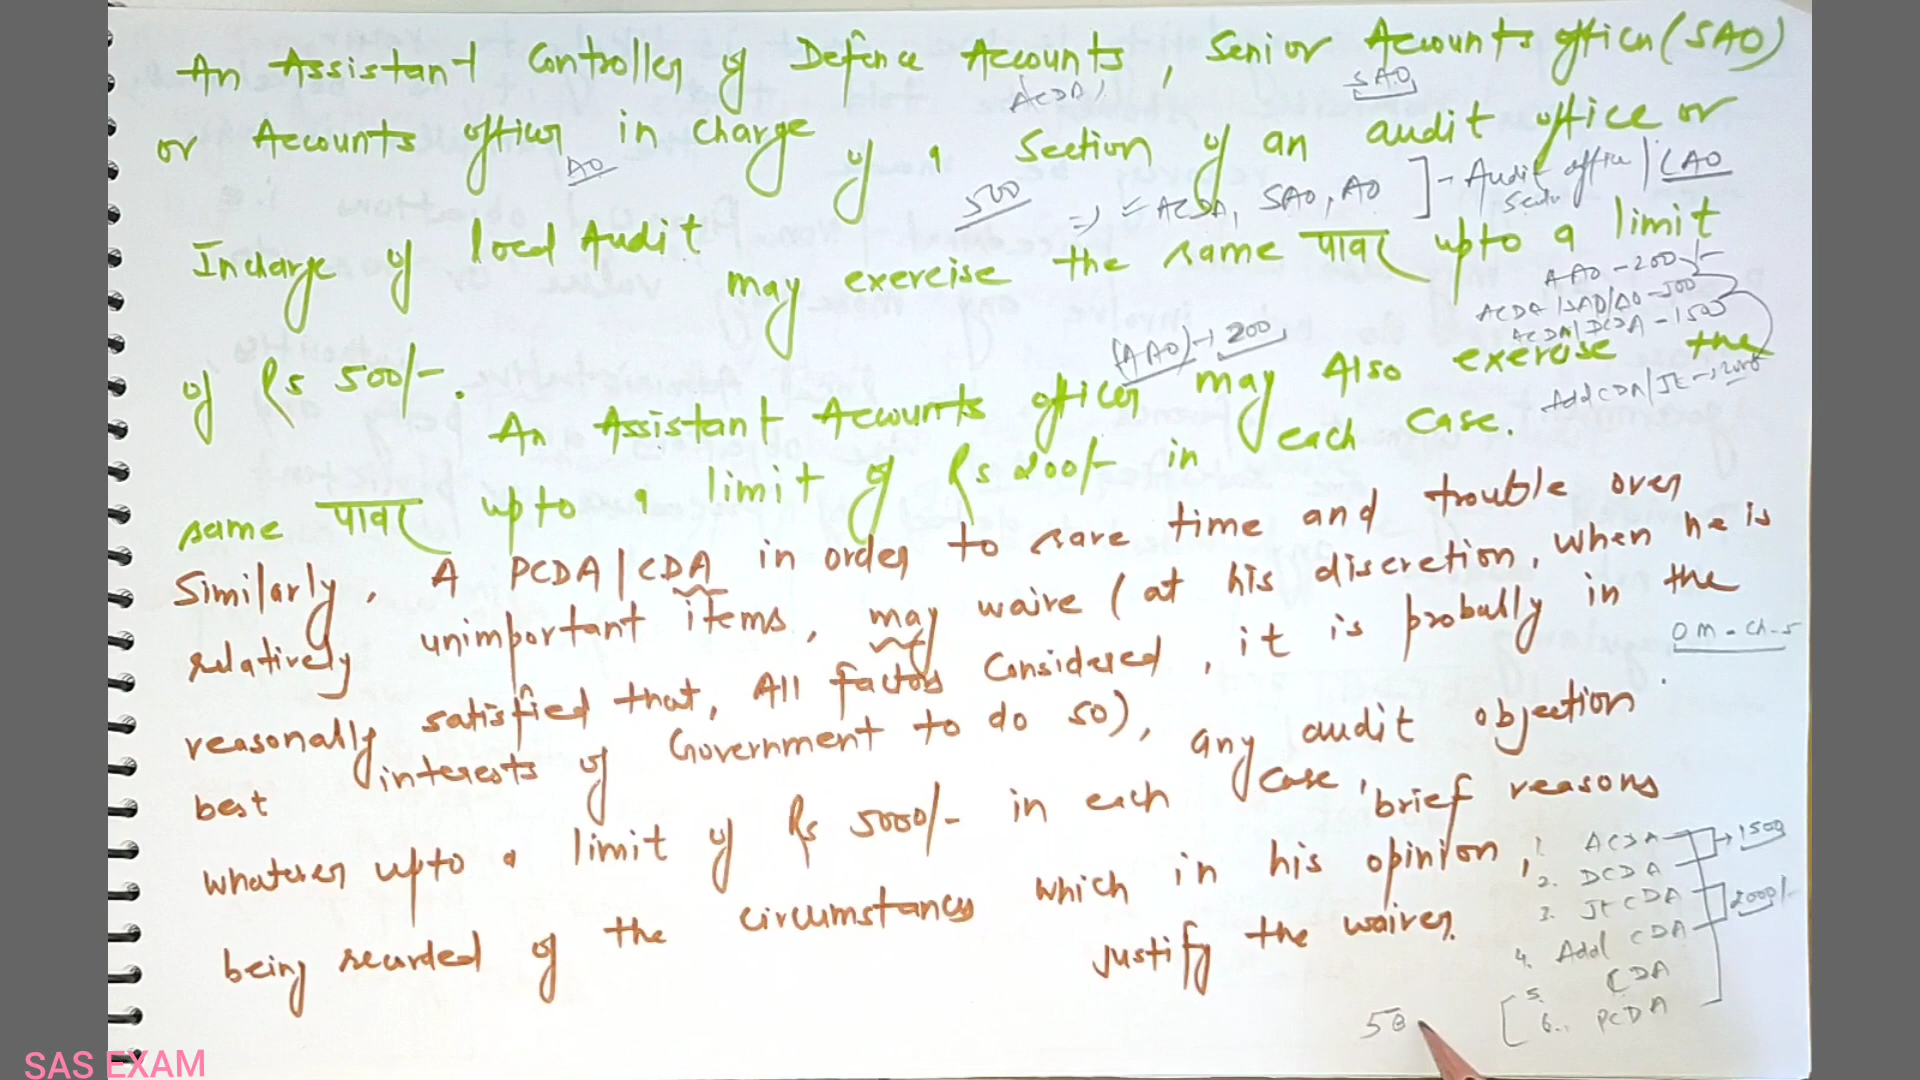 An Assistant Controller of Defence Accounts, Senior Accounts officer (SAO)
ACDA,
SAO
or Accounts officer in charge of a Section of an audit office or
AO
500
=> ACDA, SAO, AO ] - Audit office / LAO
Incharge of local Audit may exercise the same पावर upto a limit
AAO - 200/-
ACDA/SAO/AO - 500
ACDA/DCDA - 1500
Add CDA/Jt -> 2000
of Rs 500/-.
(AAO) -> 200
An Assistant Accounts officer may Also exercise the
same पावर upto a limit of Rs 200/- in each case.
Similarly, A PCDA/CDA in order to save time and trouble over
relatively unimportant items, may waive (at his discretion, when he is
reasonally satisfied that, All factors Considered, it is probally in the
OM - Ch-5
best interests of Government to do so), any audit objection
whatever upto a limit of Rs 5000/- in each case, brief reasons
being recorded of the circumstances which in his opinion,
justify the waiver.
1. ACDA -> 1500
2. DCDA
3. Jt CDA 2000/-
4. Addl CDA
5. CDA
6. PCDA
SAS EXAM